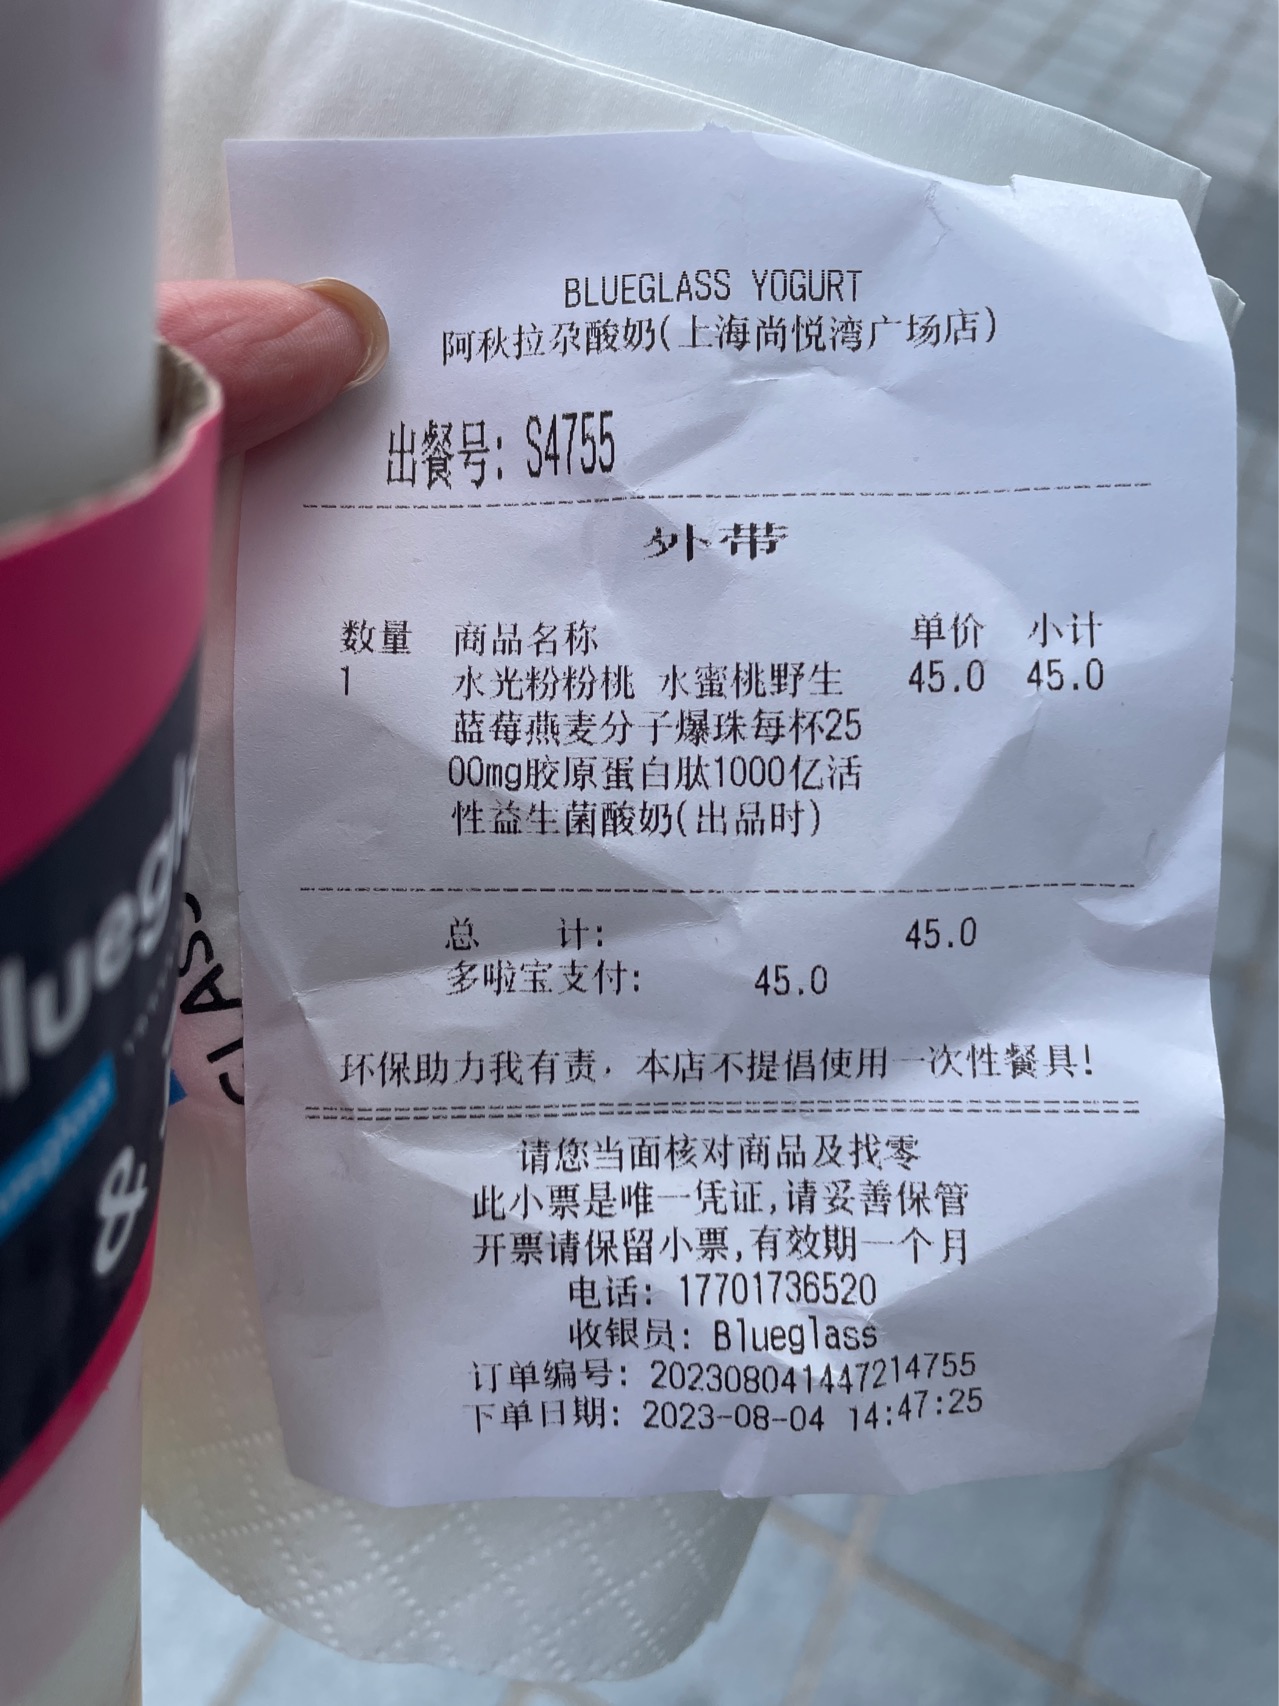 BLUEGLASS YOGURT
阿秋拉尕酸奶(上海尚悦湾广场店)
出餐号: S4755
外带
数量 商品名称 单价 小计
1 水光粉粉桃 水蜜桃野生 45.0 45.0
蓝莓燕麦分子爆珠每杯25
00mg胶原蛋白肽1000亿活
性益生菌酸奶(出品时)
总 计: 45.0
多啦宝支付: 45.0
环保助力我有责，本店不提倡使用一次性餐具!
请您当面核对商品及找零
此小票是唯一凭证,请妥善保管
开票请保留小票,有效期一个月
电话: 17701736520
收银员: Blueglass
订单编号: 202308041447214755
下单日期: 2023-08-04 14:47:25
&